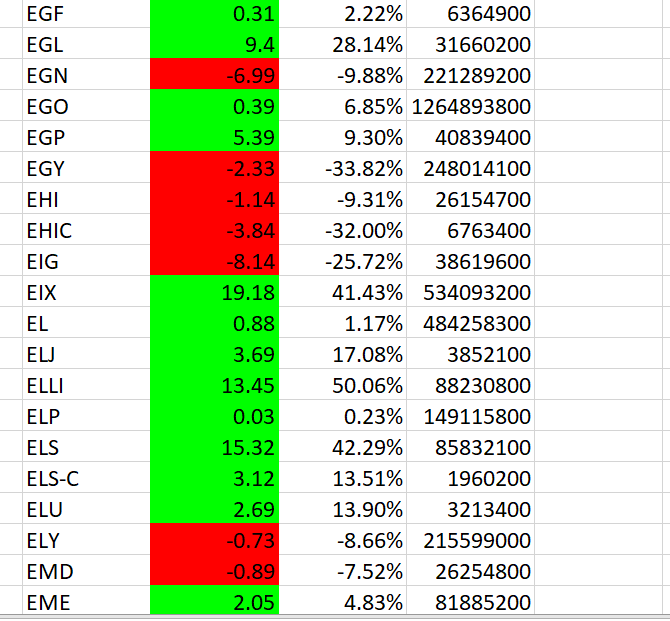 EGF 0.31 2.22% 6364900
EGL 9.4 28.14% 31660200
EGN -6.99 -9.88% 221289200
EGO 0.39 6.85% 1264893800
EGP 5.39 9.30% 40839400
EGY -2.33 -33.82% 248014100
EHI -1.14 -9.31% 26154700
EHIC -3.84 -32.00% 6763400
EIG -8.14 -25.72% 38619600
EIX 19.18 41.43% 534093200
EL 0.88 1.17% 484258300
ELJ 3.69 17.08% 3852100
ELLI 13.45 50.06% 88230800
ELP 0.03 0.23% 149115800
ELS 15.32 42.29% 85832100
ELS-C 3.12 13.51% 1960200
ELU 2.69 13.90% 3213400
ELY -0.73 -8.66% 215599000
EMD -0.89 -7.52% 26254800
EME 2.05 4.83% 81885200